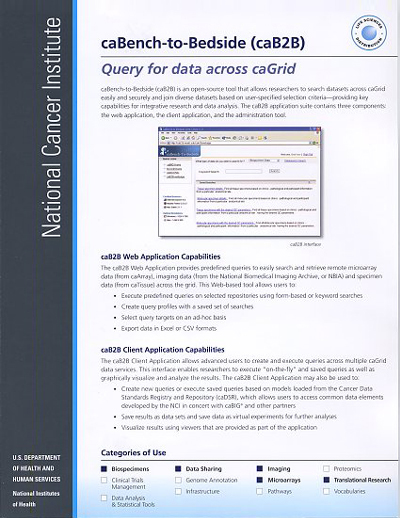 National Cancer Institute
LIFE SCIENCES
DISTRIBUTION
caBench-to-Bedside (caB2B)
Query for data across caGrid
caBench-to-Bedside (caB2B) is an open-source tool that allows researchers to search datasets across caGrid
easily and securely and join diverse datasets based on user-specified selection criteria—providing key
capabilities for integrative research and data analysis. The caB2B application suite contains three components:
the web application, the client application, and the administration tool.
caB2B Interface
caB2B Web Application Capabilities
The caB2B Web Application provides predefined queries to easily search and retrieve remote microarray
data (from caArray), imaging data (from the National Biomedical Imaging Archive, or NBIA) and specimen
data (from caTissue) across the grid. This Web-based tool allows users to:
• Execute predefined queries on selected repositories using form-based or keyword searches
• Create query profiles with a saved set of searches
• Select query targets on an ad-hoc basis
• Export data in Excel or CSV formats
caB2B Client Application Capabilities
The caB2B Client Application allows advanced users to create and execute queries across multiple caGrid
data services. This interface enables researchers to execute "on-the-fly" and saved queries as well as
graphically visualize and analyze the results. The caB2B Client Application may also be used to:
• Create new queries or execute saved queries based on models loaded from the Cancer Data
Standards Registry and Repository (caDSR), which allows users to access common data elements
developed by the NCI in concert with caBIG® and other partners
• Save results as data sets and save data as virtual experiments for further analyses
• Visualize results using viewers that are provided as part of the application
Categories of Use
Biospecimens
Data Sharing
Imaging
Proteomics
Clinical Trials
Management
Genome Annotation
Microarrays
Translational Research
Data Analysis
& Statistical Tools
Infrastructure
Pathways
Vocabularies
U.S. DEPARTMENT
OF HEALTH AND
HUMAN SERVICES
National Institutes
of Health